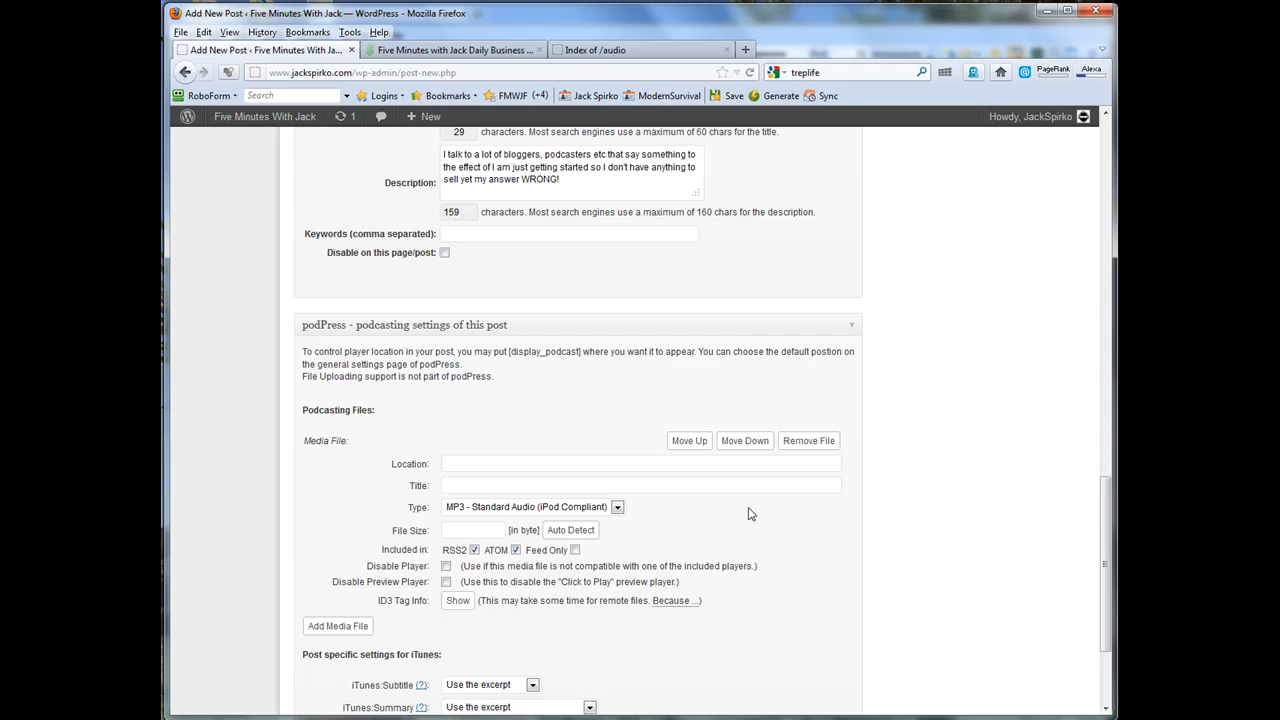 Add New Post ‹ Five Minutes With Jack — WordPress - Mozilla Firefox
File Edit View History Bookmarks Tools Help
Add New Post ‹ Five Minutes With Ja... × Five Minutes with Jack Daily Business ... × Index of /audio × +
www.jackspirko.com/wp-admin/post-new.php treplife PageRank Alexa
RoboForm Search Logins Bookmarks FMWJF (+4) Jack Spirko ModernSurvival Save Generate Sync
Five Minutes With Jack 1 + New Howdy, JackSpirko
29 characters. Most search engines use a maximum of 60 chars for the title.
I talk to a lot of bloggers, podcasters etc that say something to
the effect of I am just getting started so I don't have anything to
Description: sell yet my answer WRONG!
159 characters. Most search engines use a maximum of 160 chars for the description.
Keywords (comma separated):
Disable on this page/post:
podPress - podcasting settings of this post
To control player location in your post, you may put [display_podcast] where you want it to appear. You can choose the default postion on
the general settings page of podPress.
File Uploading support is not part of podPress.
Podcasting Files:
Media File: Move Up Move Down Remove File
Location:
Title:
Type: MP3 - Standard Audio (iPod Compliant)
File Size: [in byte] Auto Detect
Included in: RSS2 ATOM Feed Only
Disable Player: (Use if this media file is not compatible with one of the included players.)
Disable Preview Player: (Use this to disable the "Click to Play" preview player.)
ID3 Tag Info: Show (This may take some time for remote files. Because ...)
Add Media File
Post specific settings for iTunes:
iTunes:Subtitle (?): Use the excerpt
iTunes:Summary (?): Use the excerpt